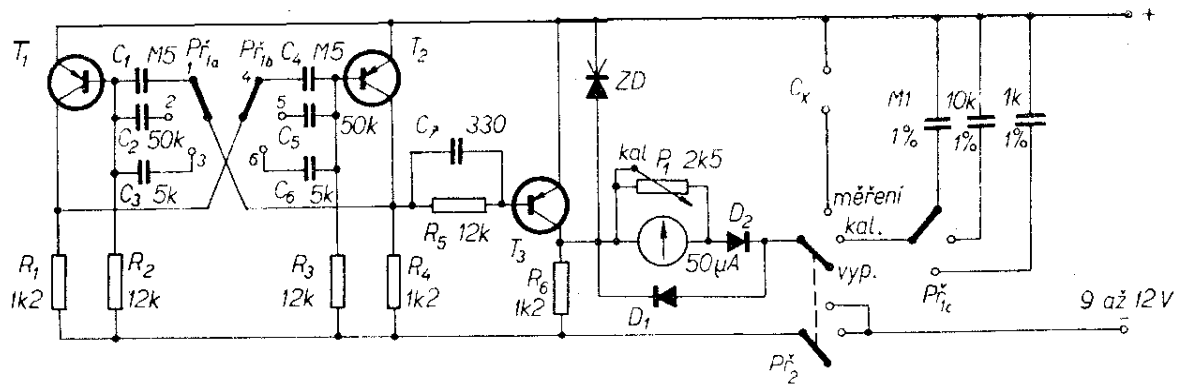 +
T1
C1
M5
Př1a
1
Př1b
4
C4
M5
T2
2
C2
50k
3
C3
5k
5
C5
50k
6
C6
5k
C7
330
R5
12k
T3
ZD
kal
P1
2k5
50µA
D2
D1
Cx
M1
1%
10k
1%
1k
1%
měření
kal.
vyp.
Př1c
R1
1k2
R2
12k
R3
12k
R4
1k2
R6
1k2
Př2
9 až 12 V
−